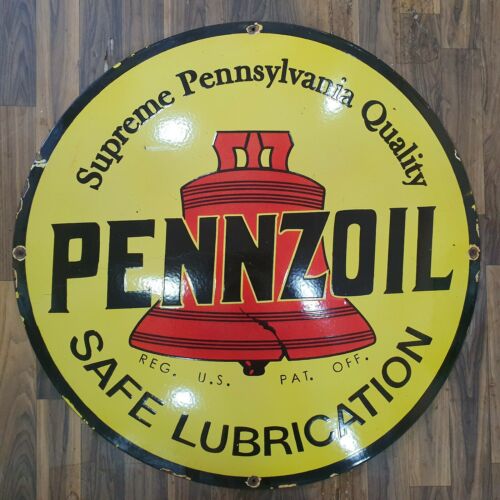 Supreme Pennsylvania Quality
PENNZOIL
REG. U.S. PAT. OFF.
SAFE LUBRICATION